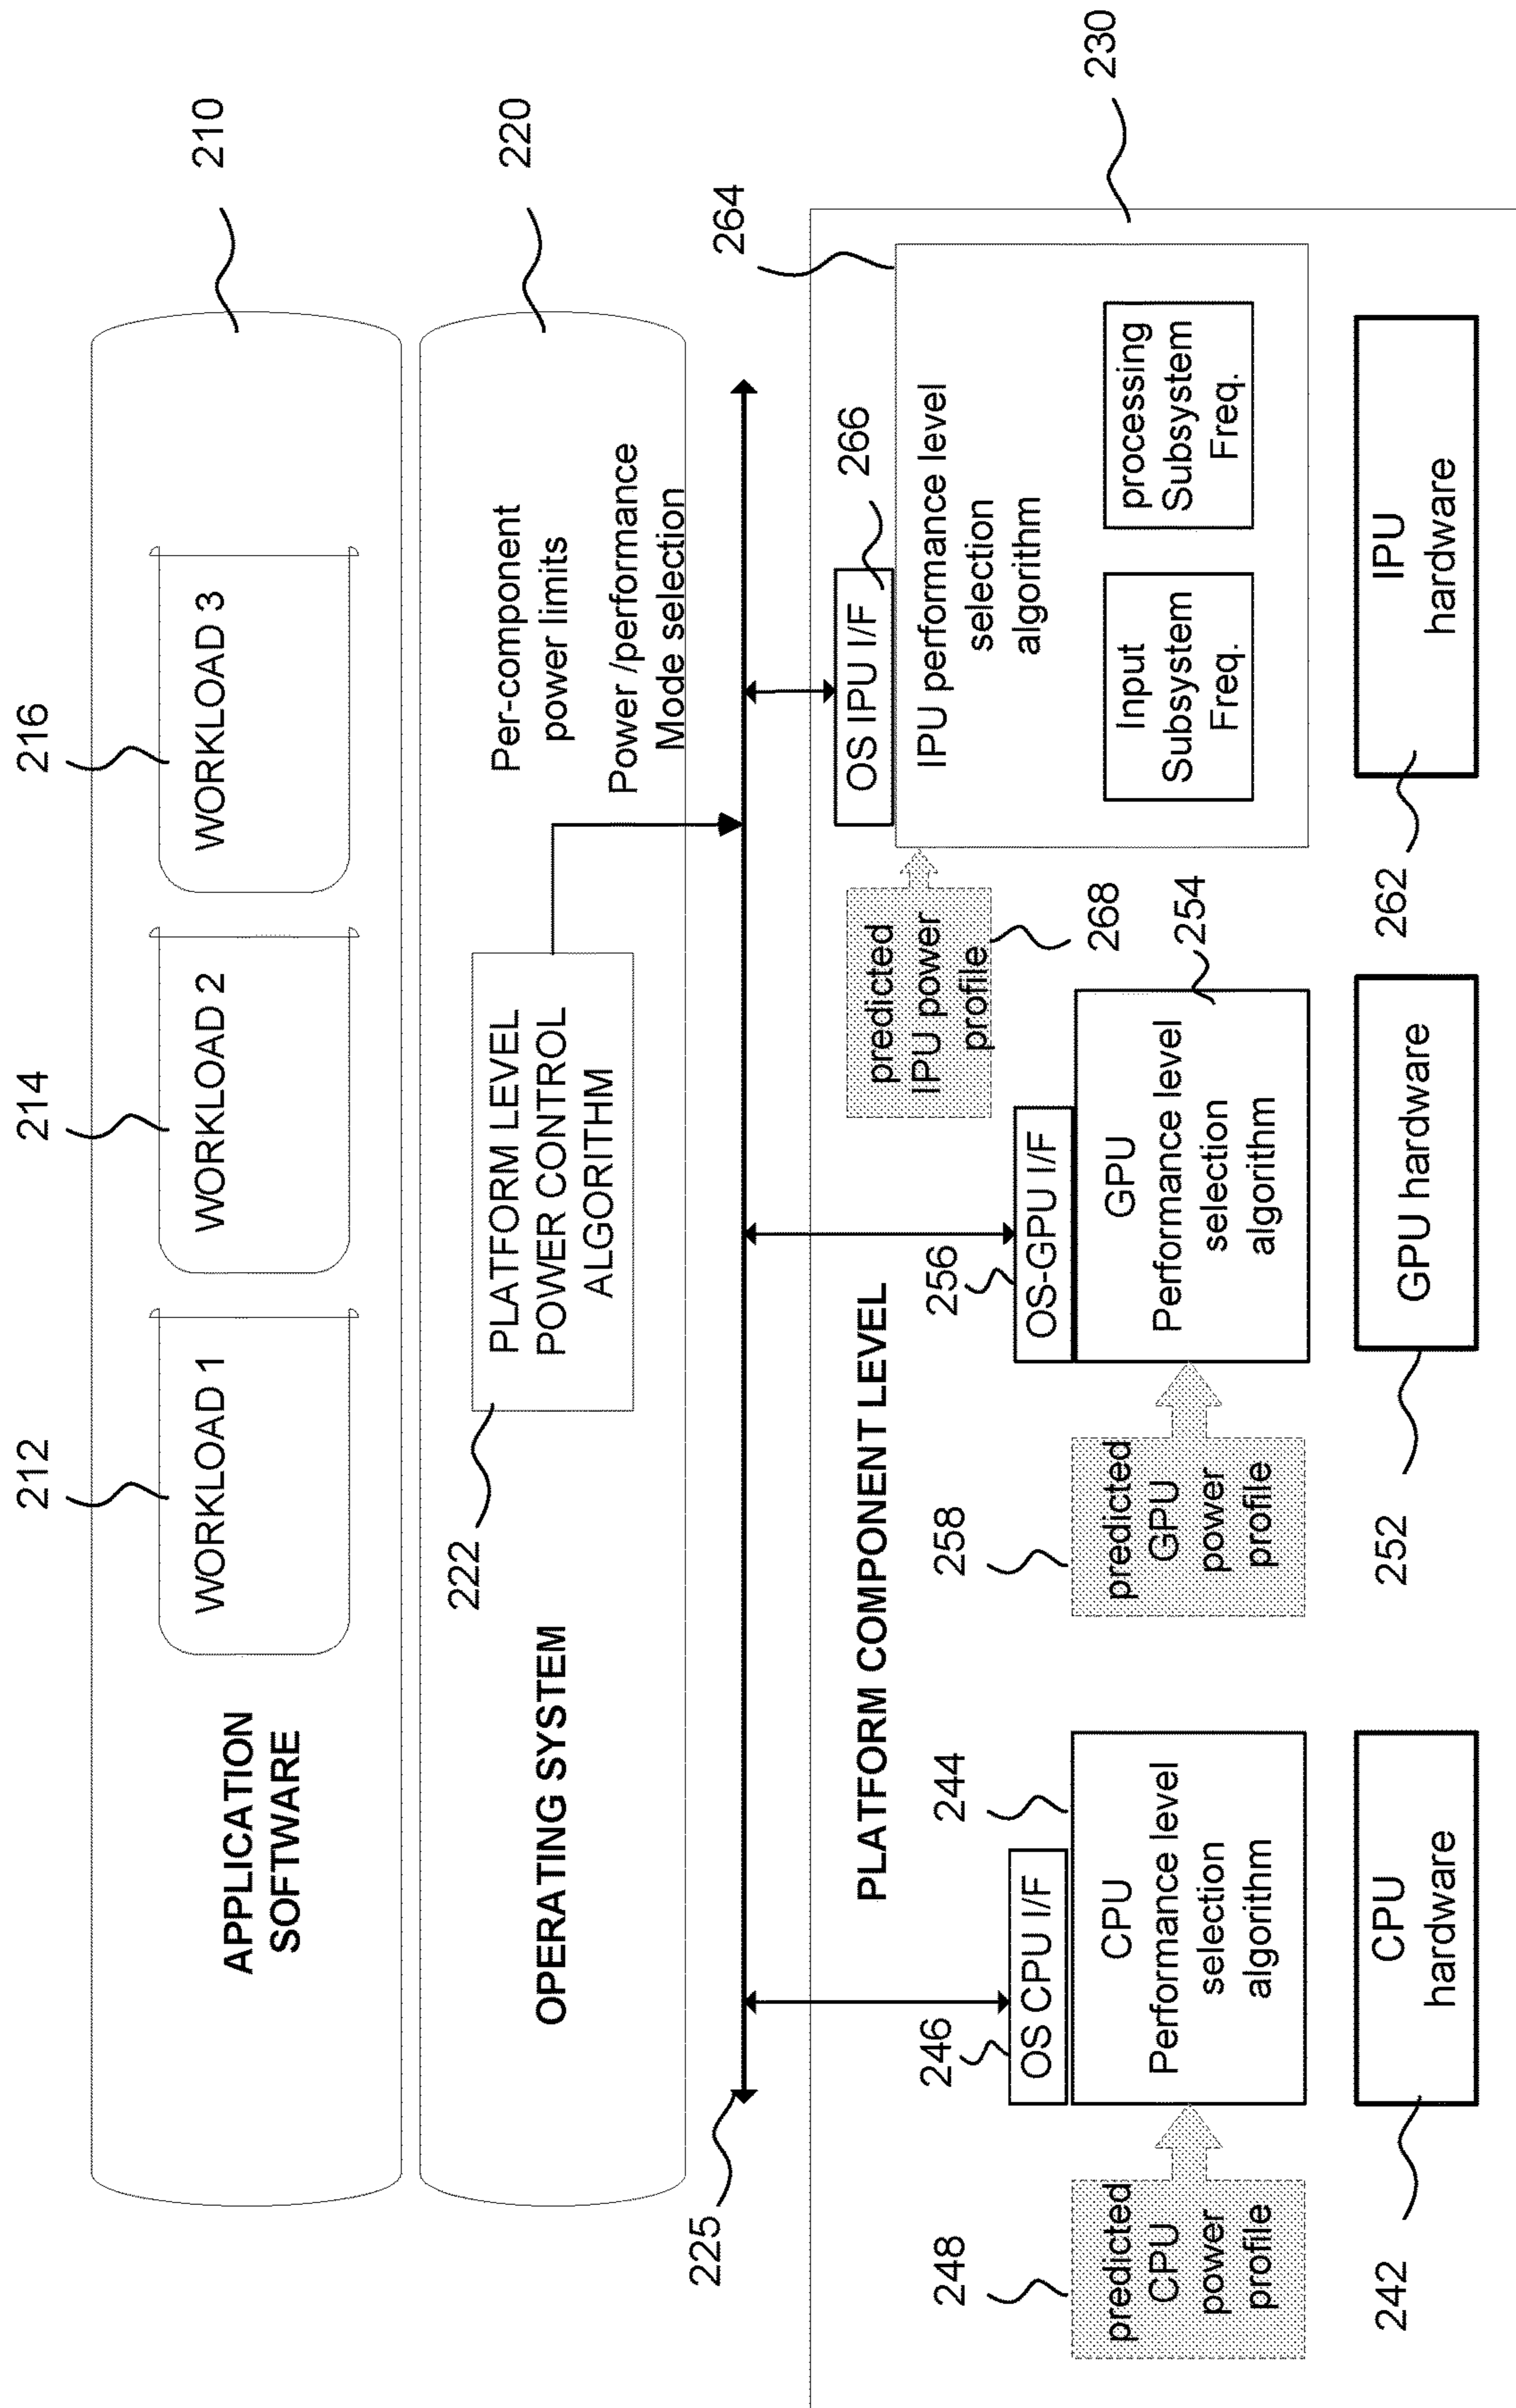 212
214
216
210
WORKLOAD 1
WORKLOAD 2
WORKLOAD 3
APPLICATION
SOFTWARE
220
222
PLATFORM LEVEL
POWER CONTROL
ALGORITHM
Per-component
power limits
Power /performance
Mode selection
OPERATING SYSTEM
225
264
PLATFORM COMPONENT LEVEL
230
248
predicted
CPU
power
profile
246
244
OS CPU I/F
CPU
Performance level
selection
algorithm
242
CPU
hardware
258
predicted
GPU
power
profile
256
OS-GPU I/F
254
GPU
Performance level
selection
algorithm
252
GPU hardware
predicted
IPU power
profile
268
OS IPU I/F
266
IPU performance level
selection
algorithm
Input
Subsystem
Freq.
processing
Subsystem
Freq.
262
IPU
hardware